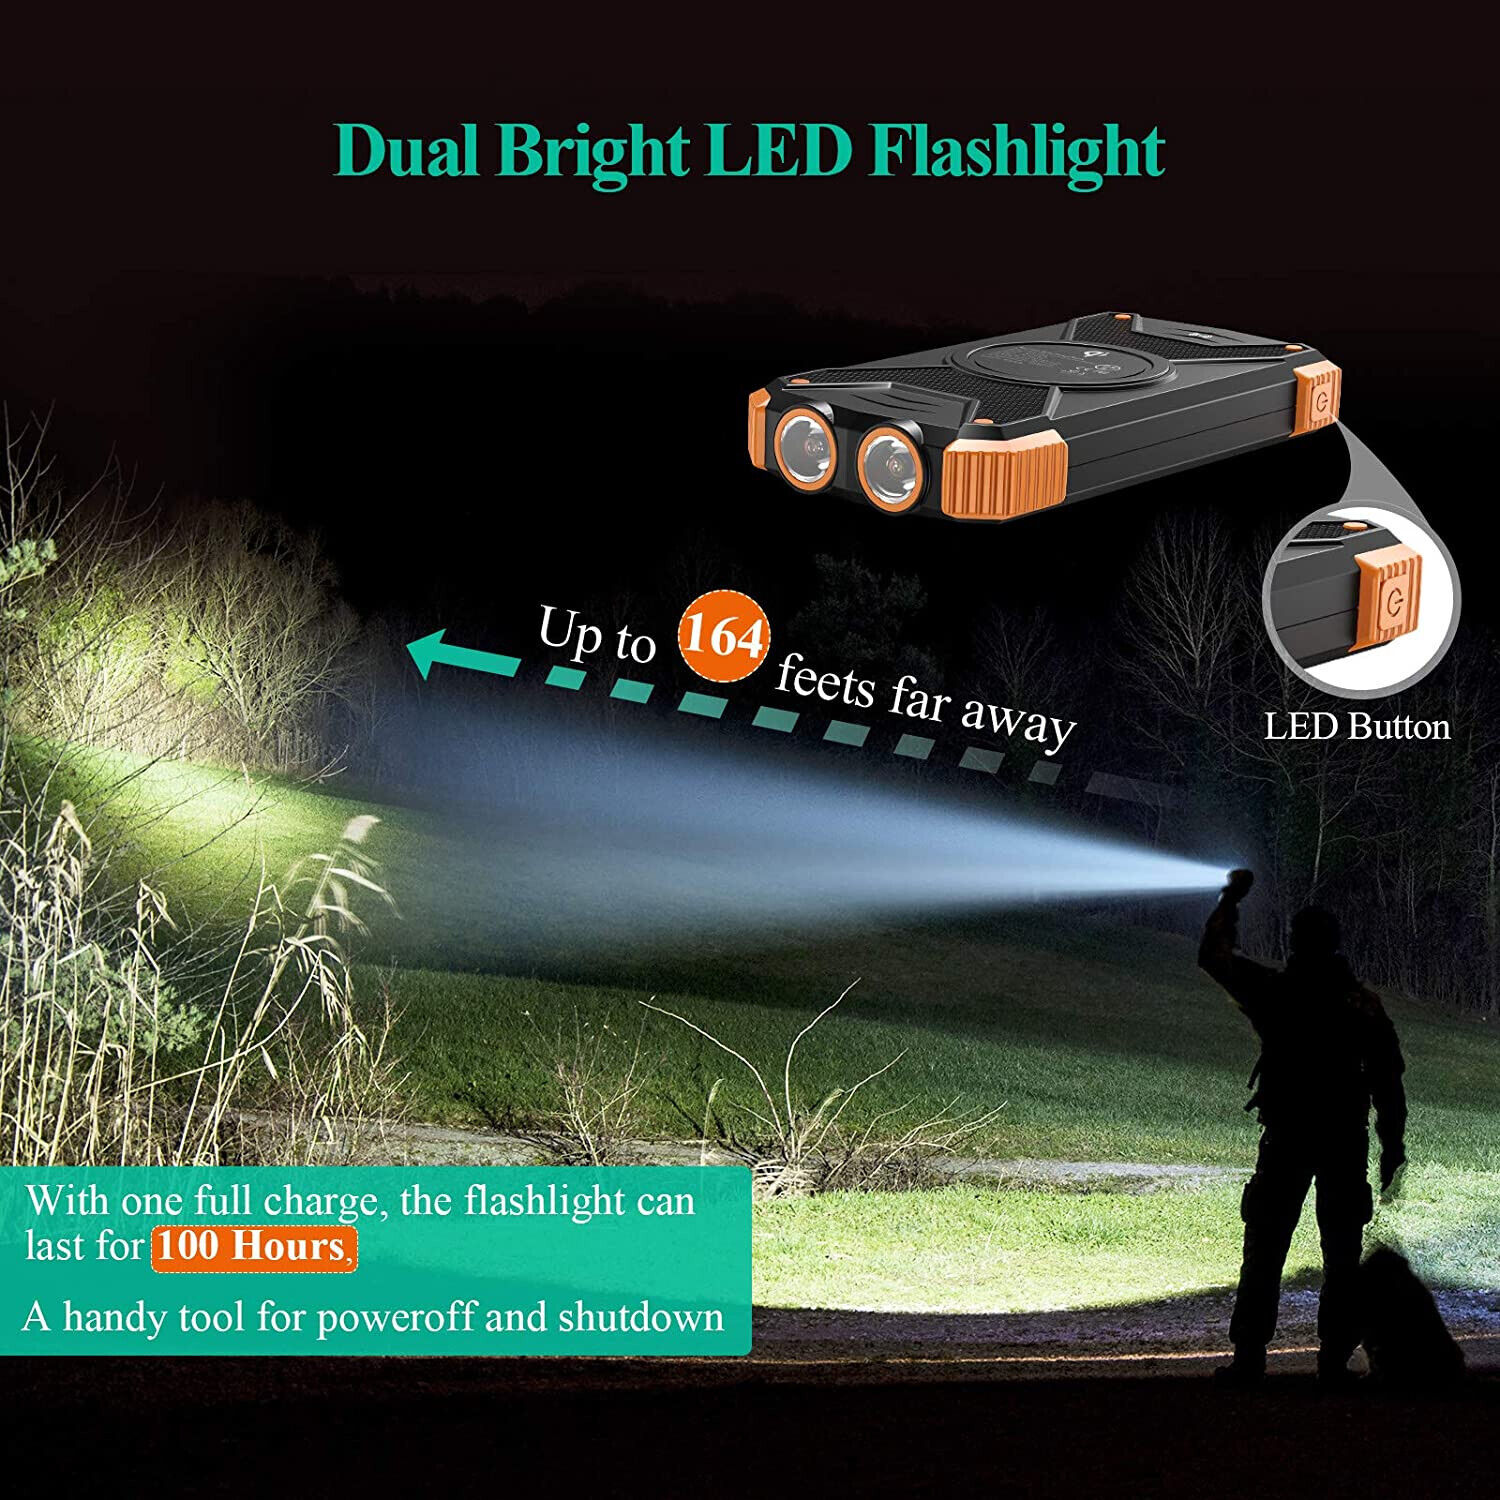 Dual Bright LED Flashlight
Up to 164 feets far away
LED Button
With one full charge, the flashlight can
last for 100 Hours,
A handy tool for poweroff and shutdown